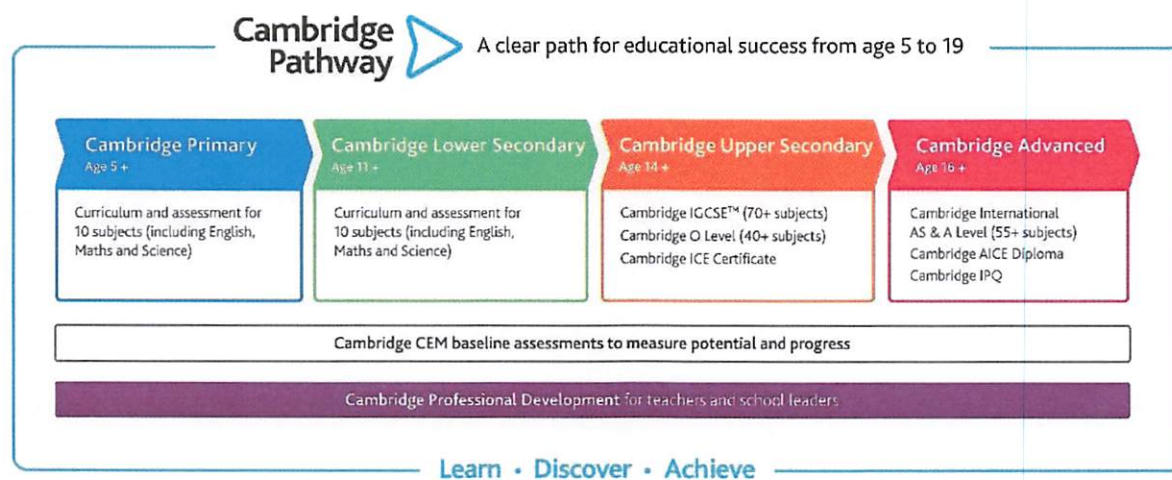 Cambridge
Pathway
A clear path for educational success from age 5 to 19
Cambridge Primary
Age 5 +
Curriculum and assessment for
10 subjects (including English,
Maths and Science)
Cambridge Lower Secondary
Age 11 +
Curriculum and assessment for
10 subjects (including English,
Maths and Science)
Cambridge Upper Secondary
Age 14 +
Cambridge IGCSE™ (70+ subjects)
Cambridge O Level (40+ subjects)
Cambridge ICE Certificate
Cambridge Advanced
Age 16 +
Cambridge International
AS & A Level (55+ subjects)
Cambridge AICE Diploma
Cambridge IPQ
Cambridge CEM baseline assessments to measure potential and progress
Cambridge Professional Development for teachers and school leaders
Learn • Discover • Achieve